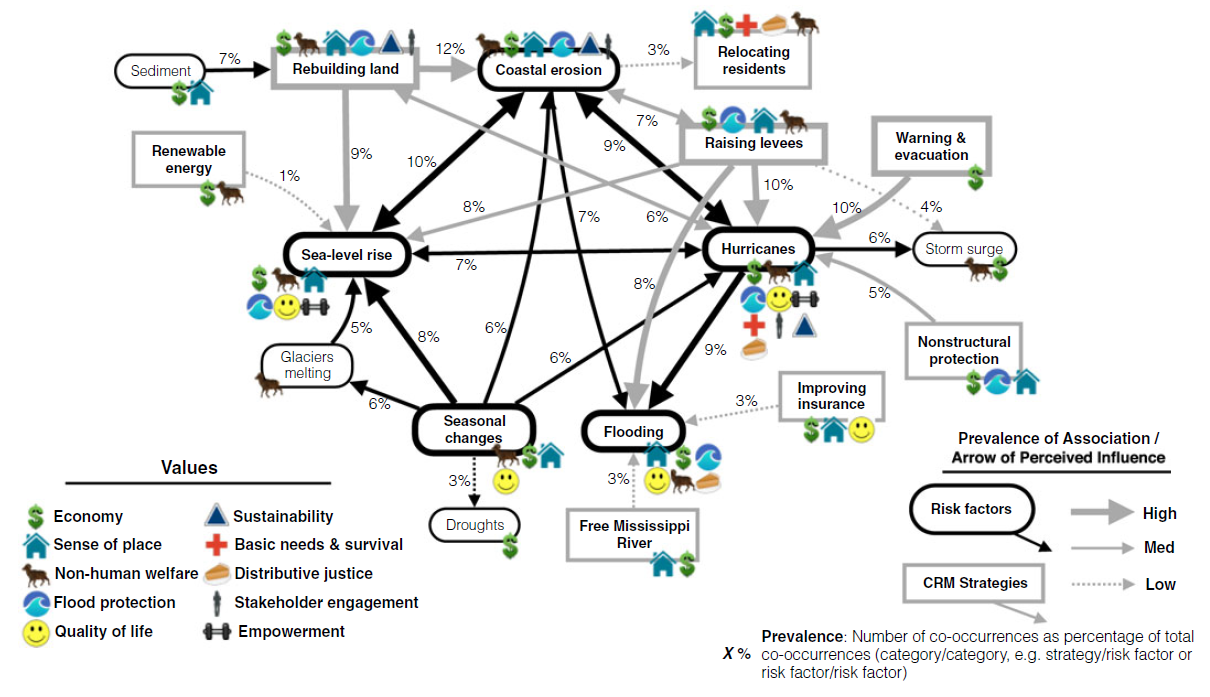 7%
Sediment
Rebuilding land
12%
Coastal erosion
3%
Relocating
residents
7%
Raising levees
Warning &
evacuation
Renewable
energy
1%
9%
10%
9%
10%
10%
4%
8%
7%
6%
6%
Storm surge
Sea-level rise
7%
Hurricanes
5%
8%
5%
8%
6%
6%
9%
Glaciers
melting
6%
Nonstructural
protection
Seasonal
changes
Flooding
3%
Improving
insurance
3%
3%
Droughts
Free Mississippi
River
Values
Economy
Sense of place
Non-human welfare
Flood protection
Quality of life
Sustainability
Basic needs & survival
Distributive justice
Stakeholder engagement
Empowerment
Prevalence of Association /
Arrow of Perceived Influence
Risk factors
High
Med
CRM Strategies
Low
X %
Prevalence: Number of co-occurrences as percentage of total
co-occurrences (category/category, e.g. strategy/risk factor or
risk factor/risk factor)